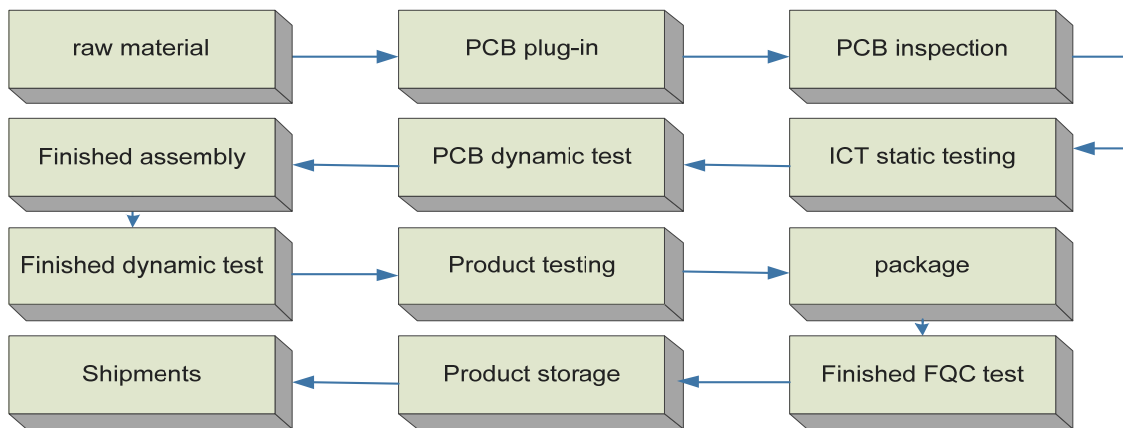 raw material
PCB plug-in
PCB inspection
Finished assembly
PCB dynamic test
ICT static testing
Finished dynamic test
Product testing
package
Shipments
Product storage
Finished FQC test